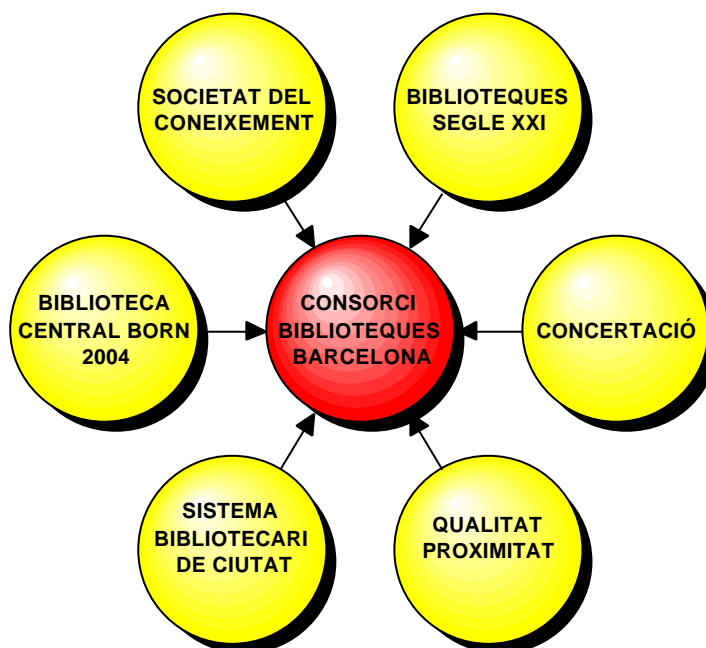 SOCIETAT DEL
CONEIXEMENT
BIBLIOTEQUES
SEGLE XXI
BIBLIOTECA
CENTRAL BORN
2004
CONSORCI
BIBLIOTEQUES
BARCELONA
CONCERTACIÓ
SISTEMA
BIBLIOTECARI
DE CIUTAT
QUALITAT
PROXIMITAT